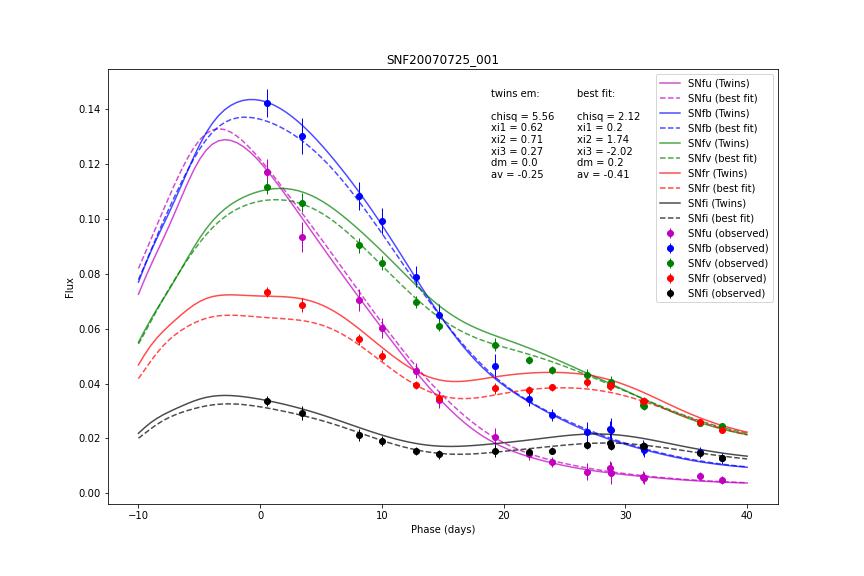 SNF20070725_001
twins em:
chisq = 5.56
xi1 = 0.62
xi2 = 0.71
xi3 = 0.27
dm = 0.0
av = -0.25
best fit:
chisq = 2.12
xi1 = 0.2
xi2 = 1.74
xi3 = -2.02
dm = 0.2
av = -0.41
SNfu (Twins)
SNfu (best fit)
SNfb (Twins)
SNfb (best fit)
SNfv (Twins)
SNfv (best fit)
SNfr (Twins)
SNfr (best fit)
SNfi (Twins)
SNfi (best fit)
SNfu (observed)
SNfb (observed)
SNfv (observed)
SNfr (observed)
SNfi (observed)
Flux
0.14
0.12
0.10
0.08
0.06
0.04
0.02
0.00
−10
0
10
20
30
40
Phase (days)